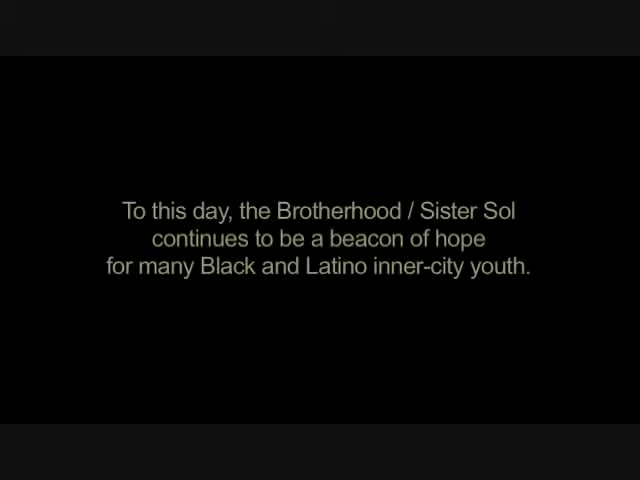 To this day, the Brotherhood / Sister Sol
continues to be a beacon of hope
for many Black and Latino inner-city youth.